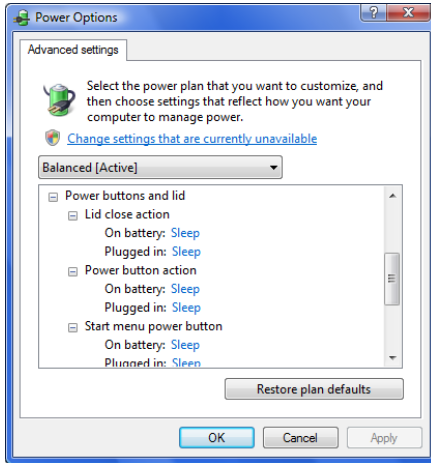 Power Options
Advanced settings
Select the power plan that you want to customize, and
then choose settings that reflect how you want your
computer to manage power.
Change settings that are currently unavailable
Balanced [Active]
Power buttons and lid
Lid close action
On battery: Sleep
Plugged in: Sleep
Power button action
On battery: Sleep
Plugged in: Sleep
Start menu power button
On battery: Sleep
Plugged in: Sleep
Restore plan defaults
OK
Cancel
Apply